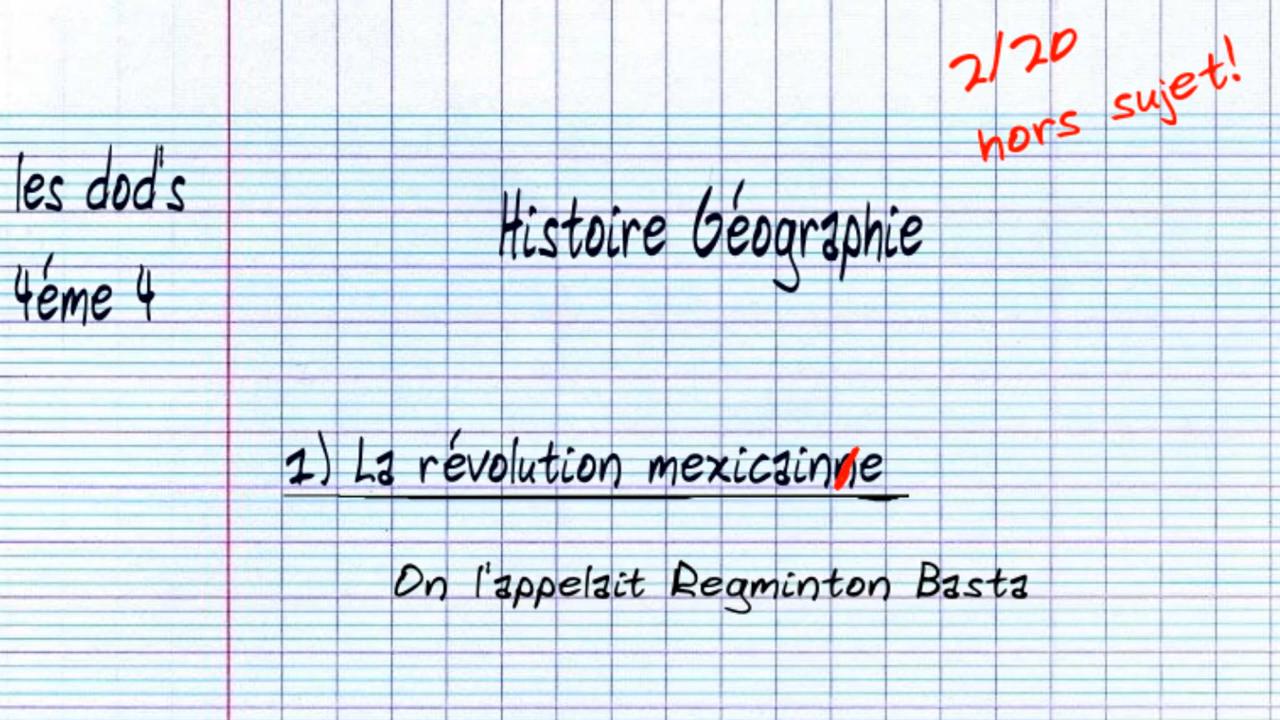 2/20
hors sujet!
les dod's
4éme 4
Histoire Géographie
1) La révolution mexicainne
On l'appelait Regminton Basta